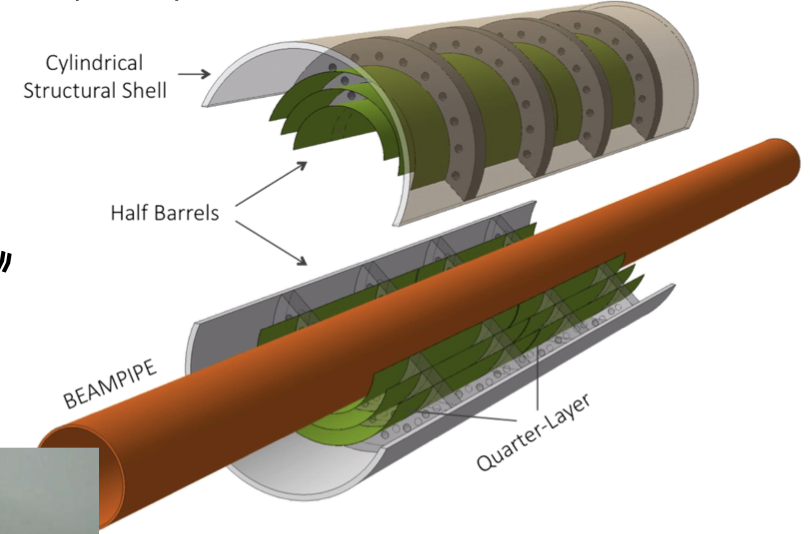 Cylindrical
Structural Shell
Half Barrels
BEAMPIPE
Quarter-Layer